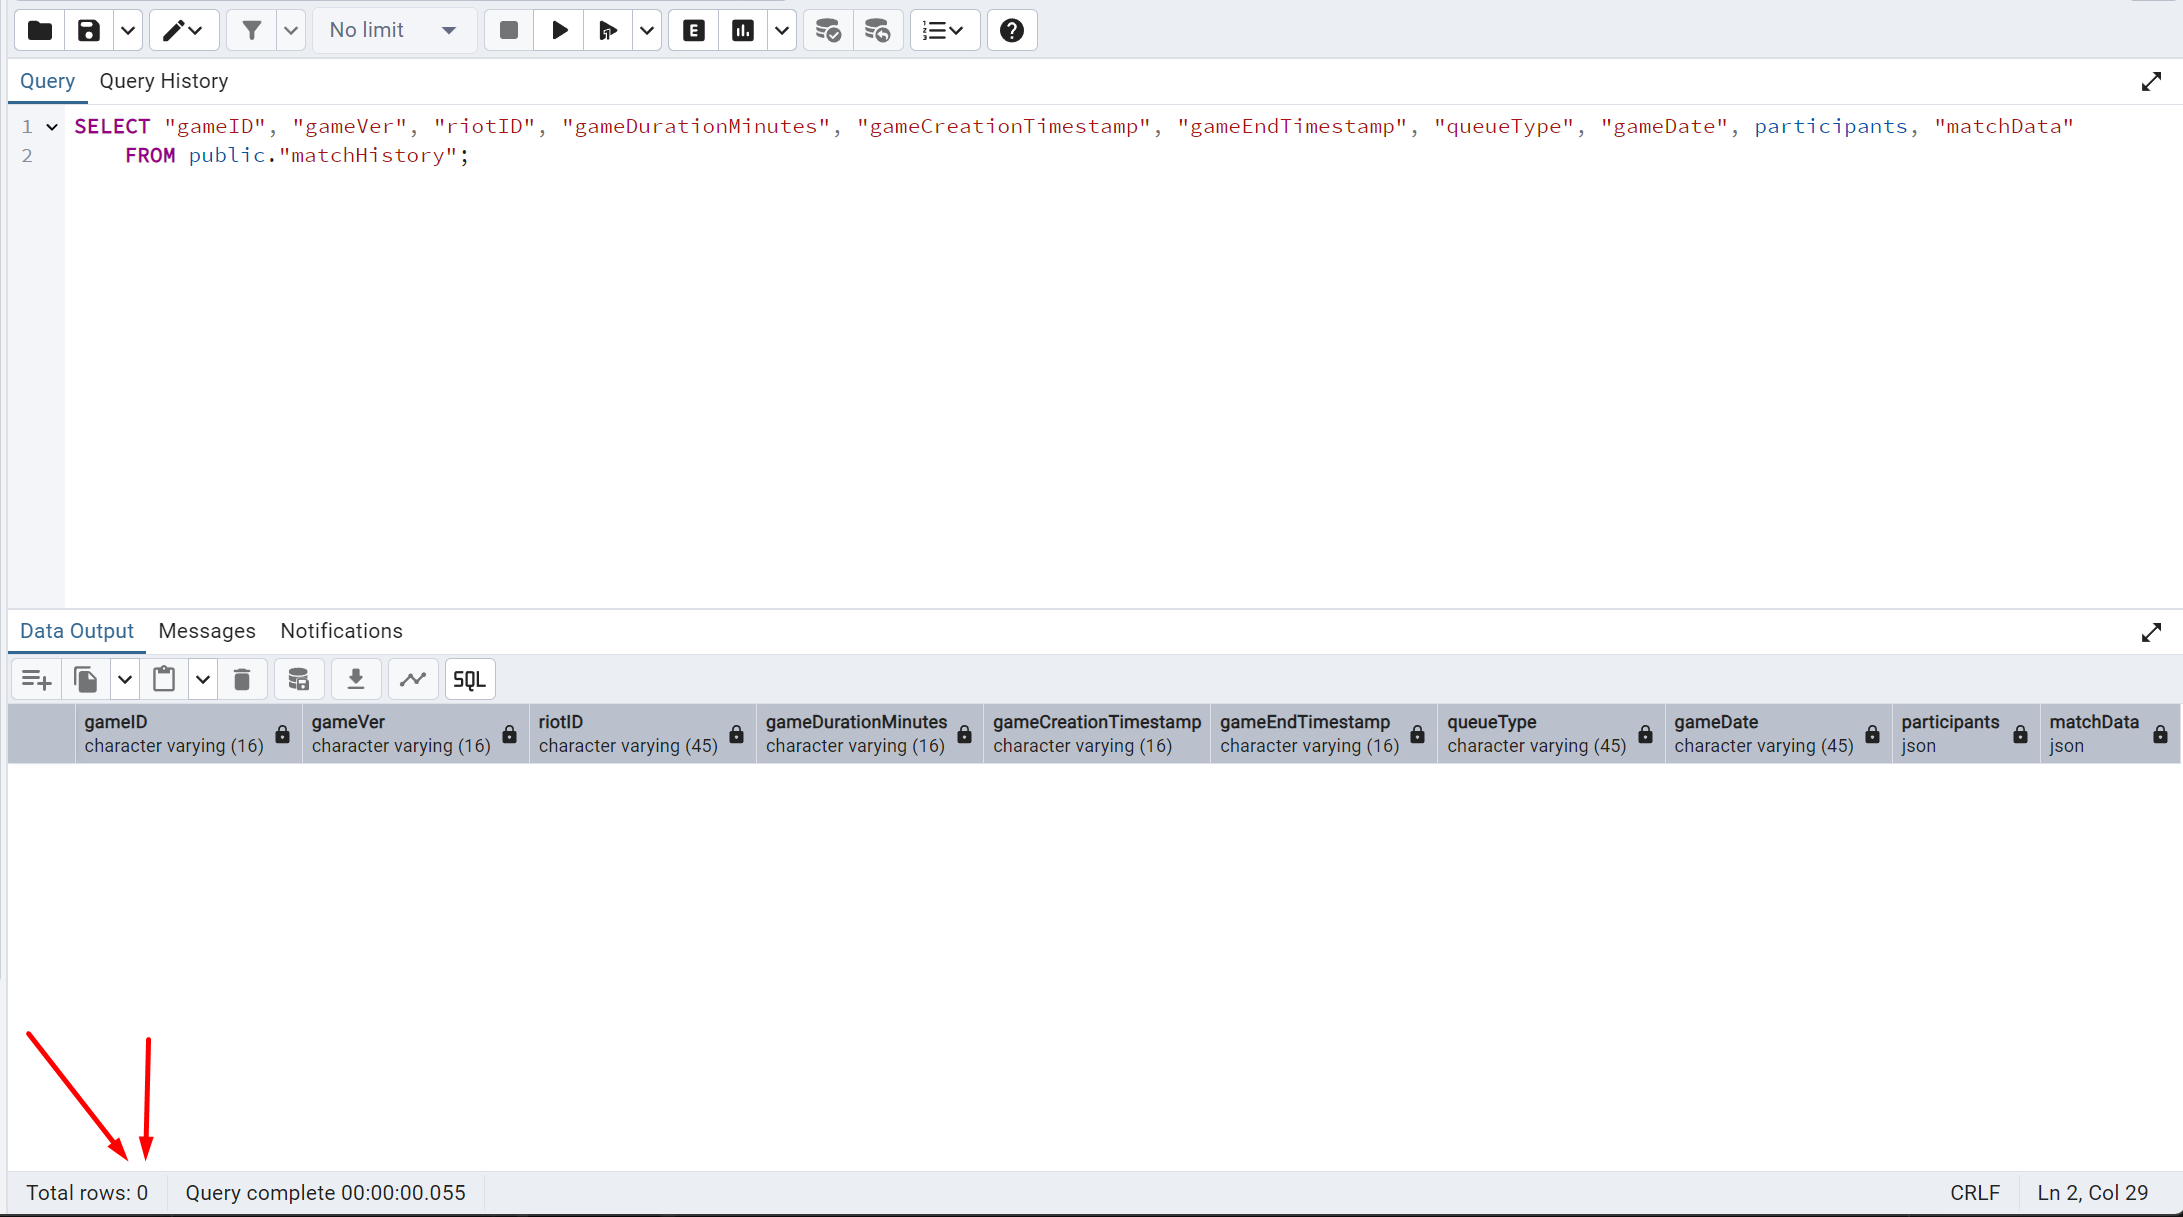 No limit
Query Query History
1 SELECT "gameID", "gameVer", "riotID", "gameDurationMinutes", "gameCreationTimestamp", "gameEndTimestamp", "queueType", "gameDate", participants, "matchData"
2 FROM public."matchHistory";
Data Output Messages Notifications
SQL
gameID gameVer riotID gameDurationMinutes gameCreationTimestamp gameEndTimestamp queueType gameDate participants matchData
character varying (16) character varying (16) character varying (45) character varying (16) character varying (16) character varying (16) character varying (45) character varying (45) json json
Total rows: 0 Query complete 00:00:00.055 CRLF Ln 2, Col 29